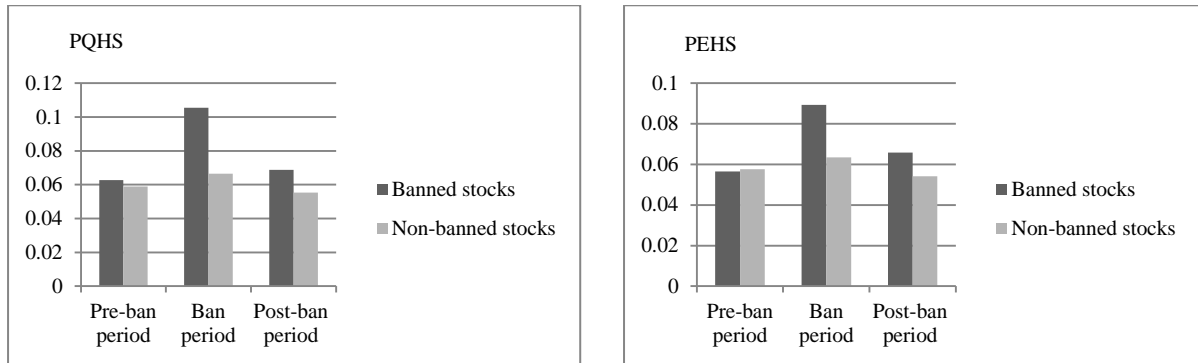 PQHS
0.12
0.1
0.08
0.06
0.04
0.02
0
Pre-ban
period
Ban
period
Post-ban
period
Banned stocks
Non-banned stocks
PEHS
0.1
0.08
0.06
0.04
0.02
0
Pre-ban
period
Ban
period
Post-ban
period
Banned stocks
Non-banned stocks